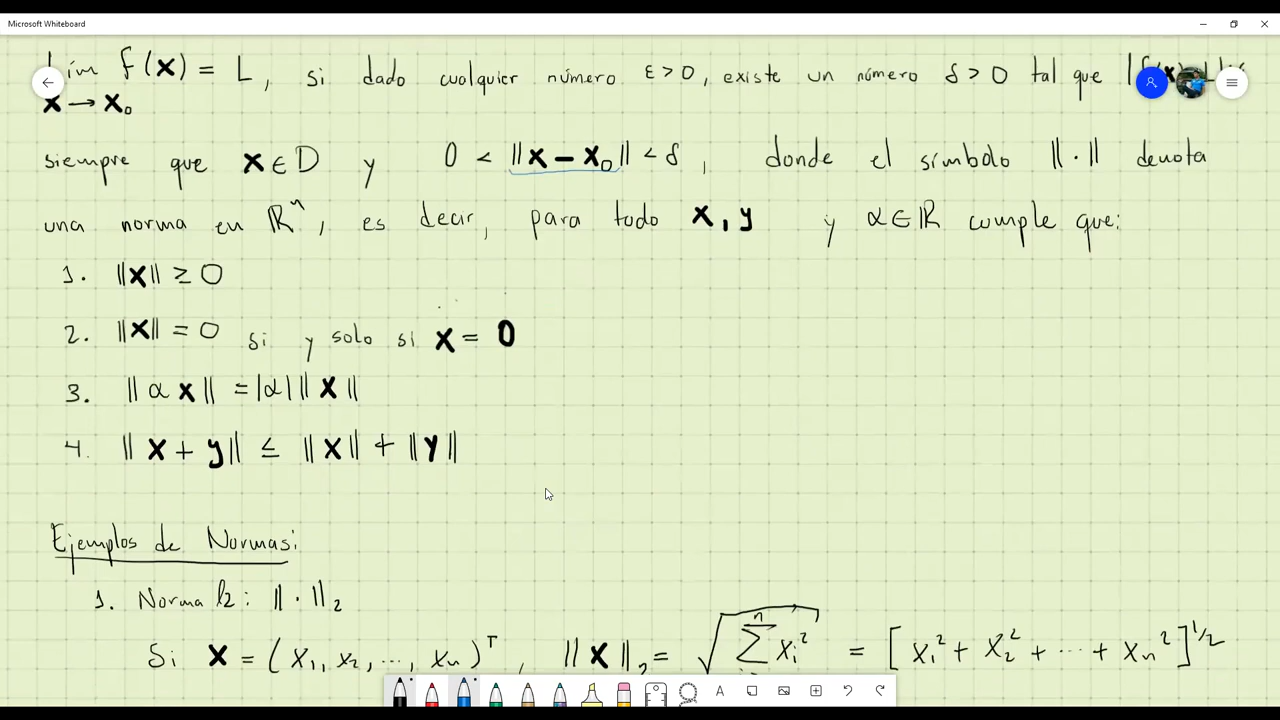 Microsoft Whiteboard
Lím f(x) = L, si dado cualquier número ε > 0, existe un número δ > 0 tal que
x → x₀
siempre que x ∈ D y 0 < ||x − x₀|| < δ, donde el símbolo ||·|| denota
una norma en ℝⁿ, es decir, para todo x, y y α ∈ ℝ cumple que:
1. ||x|| ≥ 0
2. ||x|| = 0 si y solo si x = 0
3. ||αx|| = |α| ||x||
4. ||x + y|| ≤ ||x|| + ||y||
Ejemplos de Normas:
1. Norma l2: ||·||₂
Si x = (x₁, x₂, ..., xₙ)ᵀ, ||x||₂ = √(∑ⁿ xᵢ²) = [x₁² + x₂² + ··· + xₙ²]^1/2